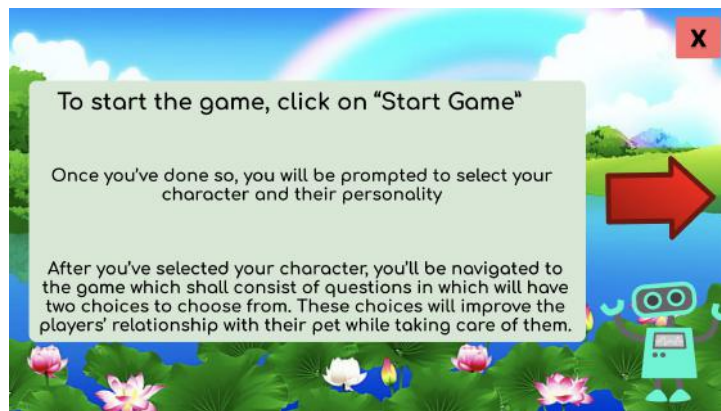 X
To start the game, click on “Start Game”
Once you’ve done so, you will be prompted to select your
character and their personality
After you’ve selected your character, you’ll be navigated to
the game which shall consist of questions in which will have
two choices to choose from. These choices will improve the
players’ relationship with their pet while taking care of them.